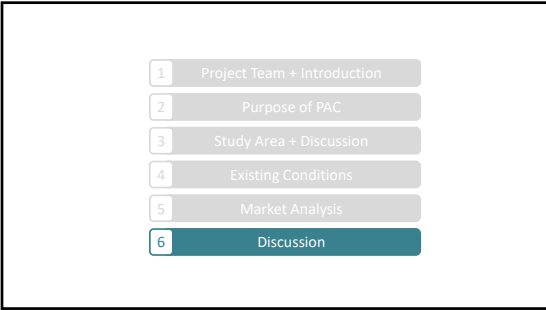 1 Project Team + Introduction
2 Purpose of PAC
3 Study Area + Discussion
4 Existing Conditions
5 Market Analysis
6 Discussion